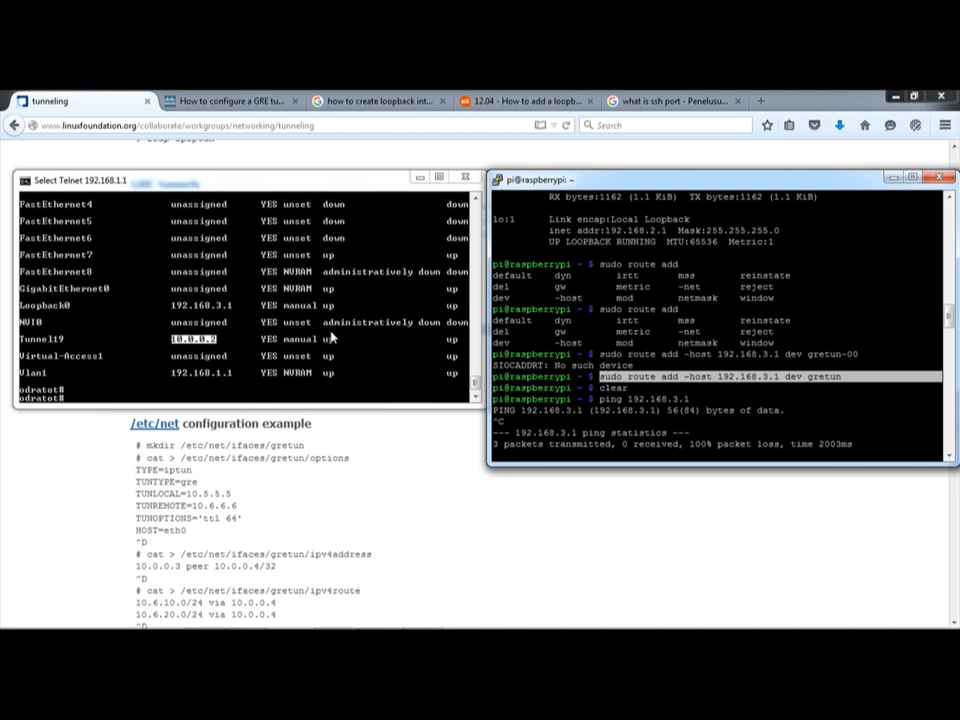 tunneling
How to configure a GRE tu...
how to create loopback int...
12.04 - How to add a loopb...
what is ssh port - Penelusu...
www.linuxfoundation.org/collaborate/workgroups/networking/tunneling
Search
Select Telnet 192.168.1.1
FastEthernet4 unassigned YES unset down down
FastEthernet5 unassigned YES unset down down
FastEthernet6 unassigned YES unset down down
FastEthernet7 unassigned YES unset up up
FastEthernet8 unassigned YES NVRAM administratively down down
GigabitEthernet0 unassigned YES NVRAM up up
Loopback0 192.168.3.1 YES manual up up
NVI0 unassigned YES unset administratively down down
Tunnel19 10.0.0.2 YES manual up up
Virtual-Access1 unassigned YES unset up up
Vlan1 192.168.1.1 YES NVRAM up up
odratot#
odratot#
pi@raspberrypi: ~
RX bytes:1162 (1.1 KiB) TX bytes:1162 (1.1 KiB)
lo:1 Link encap:Local Loopback
inet addr:192.168.2.1 Mask:255.255.255.0
UP LOOPBACK RUNNING MTU:65536 Metric:1
pi@raspberrypi ~ $ sudo route add
default dyn irtt mss reinstate
del gw metric -net reject
dev -host mod netmask window
pi@raspberrypi ~ $ sudo route add
default dyn irtt mss reinstate
del gw metric -net reject
dev -host mod netmask window
pi@raspberrypi ~ $ sudo route add -host 192.168.3.1 dev gretun-00
SIOCADDRT: No such device
pi@raspberrypi ~ $ sudo route add -host 192.168.3.1 dev gretun
pi@raspberrypi ~ $ clear
pi@raspberrypi ~ $ ping 192.168.3.1
PING 192.168.3.1 (192.168.3.1) 56(84) bytes of data.
^C
--- 192.168.3.1 ping statistics ---
3 packets transmitted, 0 received, 100% packet loss, time 2003ms
/etc/net configuration example
# mkdir /etc/net/ifaces/gretun
# cat > /etc/net/ifaces/gretun/options
TYPE=iptun
TUNTYPE=gre
TUNLOCAL=10.5.5.5
TUNREMOTE=10.6.6.6
TUNOPTIONS='ttl 64'
HOST=eth0
^D
# cat > /etc/net/ifaces/gretun/ipv4address
10.0.0.3 peer 10.0.0.4/32
^D
# cat > /etc/net/ifaces/gretun/ipv4route
10.6.10.0/24 via 10.0.0.4
10.6.20.0/24 via 10.0.0.4
^D